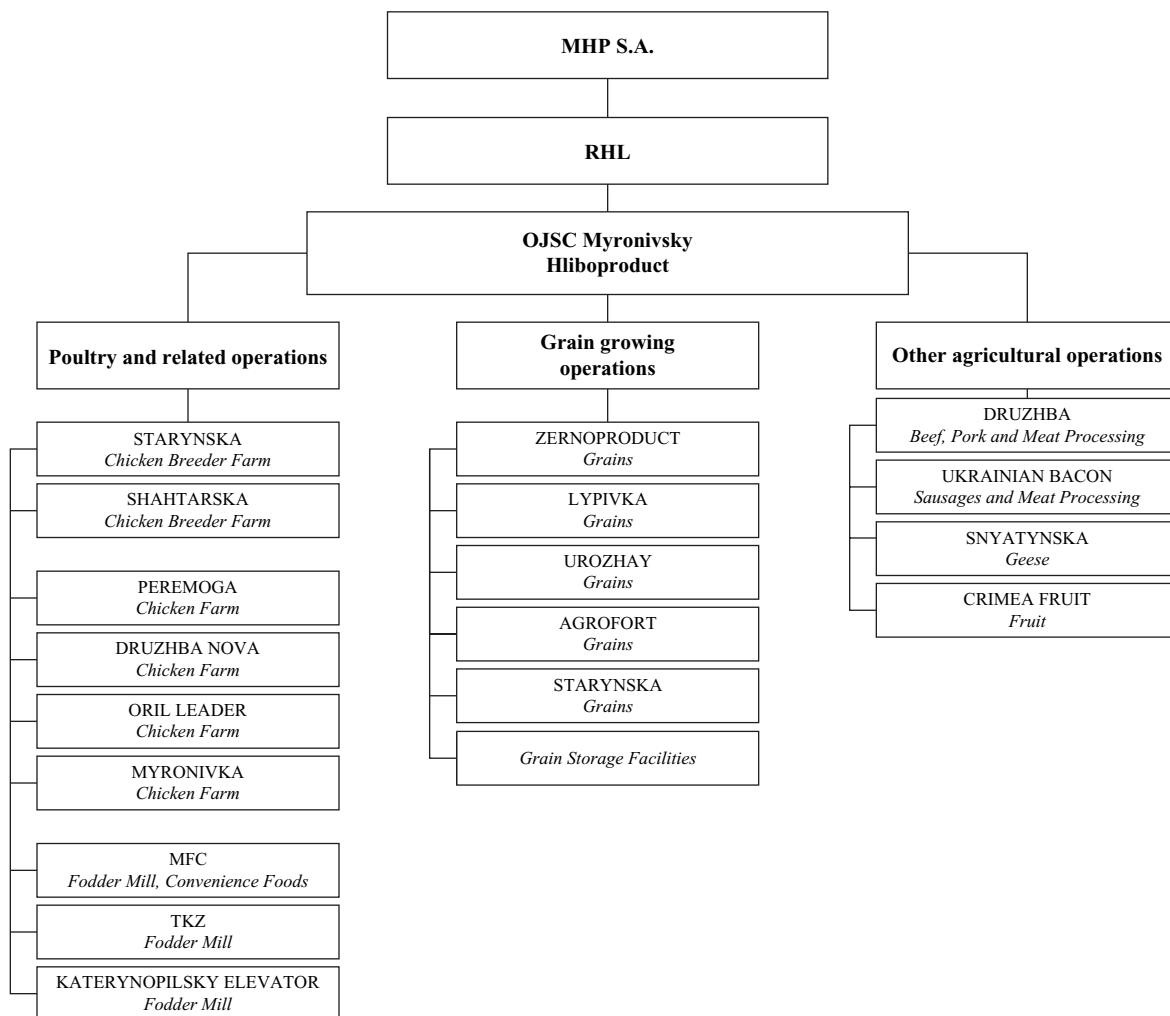 MHP S.A.
RHL
OJSC Myronivsky
Hliboproduct
Poultry and related operations
STARYNSKA
Chicken Breeder Farm
SHAHTARSKA
Chicken Breeder Farm
PEREMOGA
Chicken Farm
DRUZHBA NOVA
Chicken Farm
ORIL LEADER
Chicken Farm
MYRONIVKA
Chicken Farm
MFC
Fodder Mill, Convenience Foods
TKZ
Fodder Mill
KATERYNOPILSKY ELEVATOR
Fodder Mill
Grain growing
operations
ZERNOPRODUCT
Grains
LYPIVKA
Grains
UROZHAY
Grains
AGROFORT
Grains
STARYNSKA
Grains
Grain Storage Facilities
Other agricultural operations
DRUZHBA
Beef, Pork and Meat Processing
UKRAINIAN BACON
Sausages and Meat Processing
SNYATYNSKA
Geese
CRIMEA FRUIT
Fruit